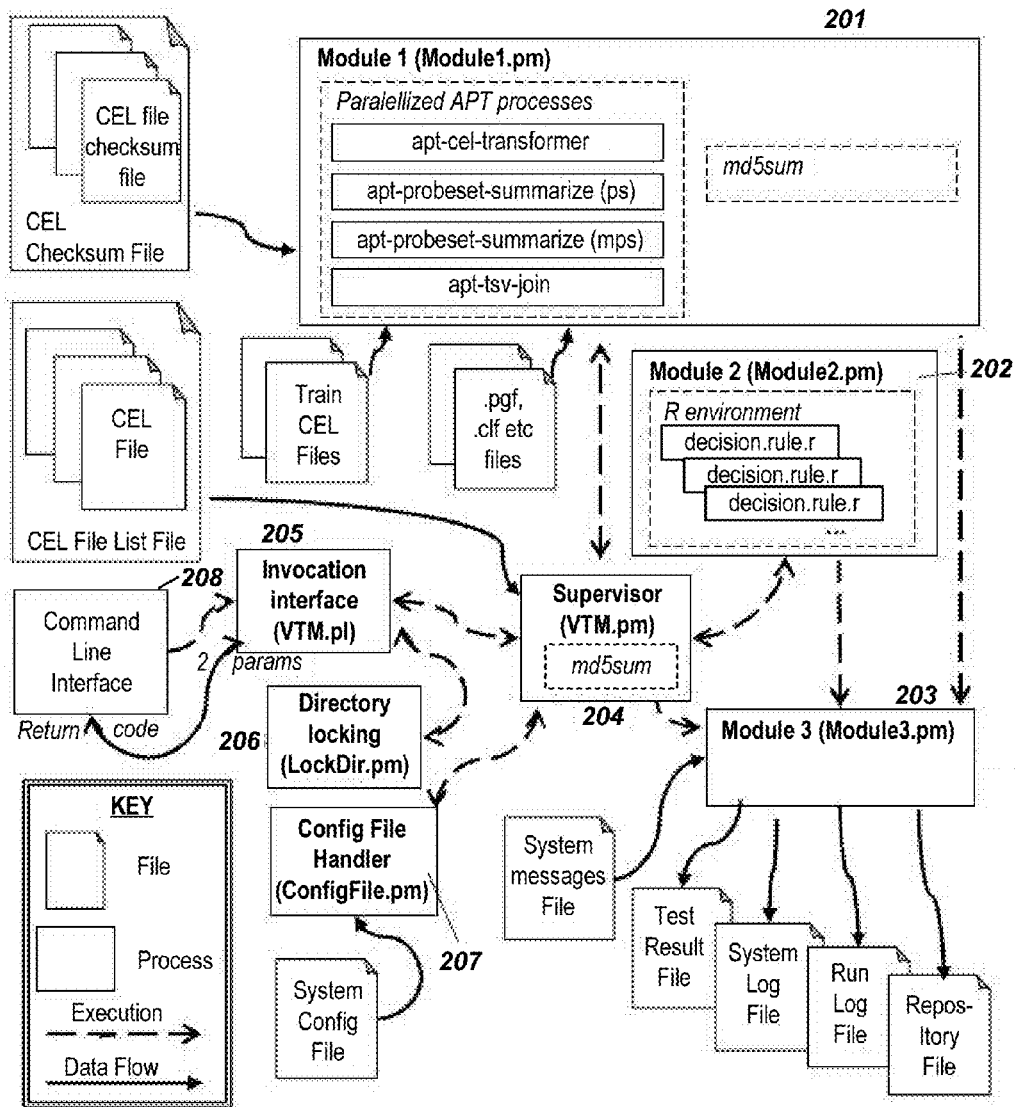 201
Module 1 (Module1.pm)
Paralellized APT processes
apt-cel-transformer
apt-probeset-summarize (ps)
apt-probeset-summarize (mps)
apt-tsv-join
md5sum
CEL file
checksum
file
CEL
Checksum File
CEL
File
CEL File List File
Train
CEL
Files
.pgf,
.clf etc
files
Module 2 (Module2.pm)
202
R environment
decision.rule.r
decision.rule.r
decision.rule.r
...
205
Invocation
interface
(VTM.pl)
208
Command
Line
Interface
2 params
Return code
Supervisor
(VTM.pm)
md5sum
204
206
Directory
locking
(LockDir.pm)
203
Module 3 (Module3.pm)
Config File
Handler
(ConfigFile.pm)
207
System
Config
File
System
messages
File
Test
Result
File
System
Log
File
Run
Log
File
Repos-
itory
File
KEY
File
Process
Execution
Data Flow